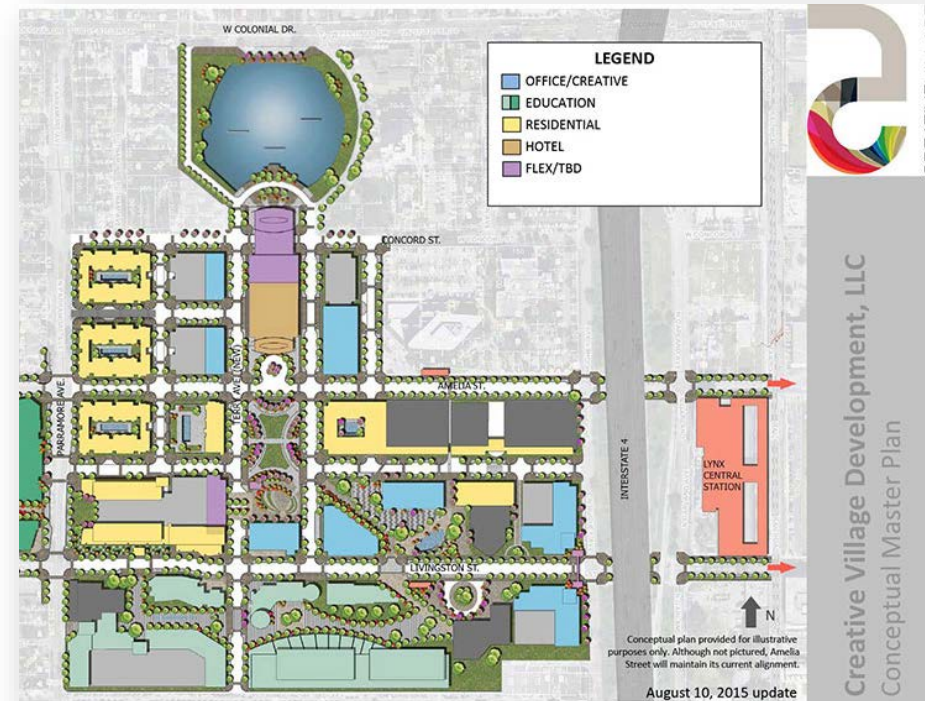 W COLONIAL DR.
LEGEND
OFFICE/CREATIVE
EDUCATION
RESIDENTIAL
HOTEL
FLEX/TBD
CONCORD ST.
PARRAMORE AVE.
AMELIA ST.
INTERSTATE 4
LYNX
CENTRAL
STATION
LIVINGSTON ST.
N
Conceptual plan provided for illustrative
purposes only. Although not pictured, Amelia
Street will maintain its current alignment.
August 10, 2015 update
Creative Village Development, LLC
Conceptual Master Plan